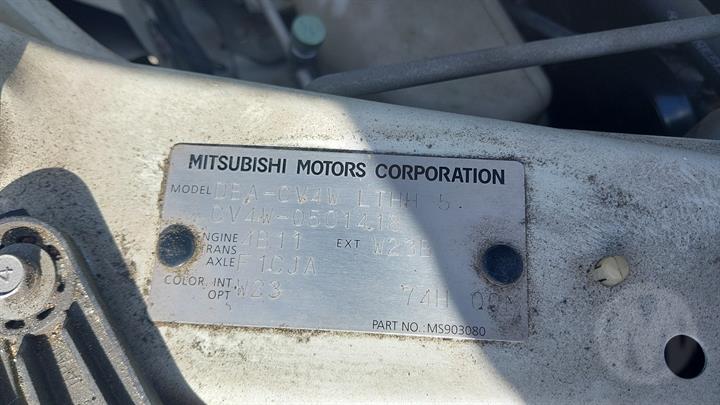 MITSUBISHI MOTORS CORPORATION
MODEL DBA-CV4W LTHH 5
CV4W-0501418
ENGINE 4B11 EXT W23B
TRANS
AXLE F1CJA
COLOR, INT W23 74H
OPT
PART NO.: MS903080
4